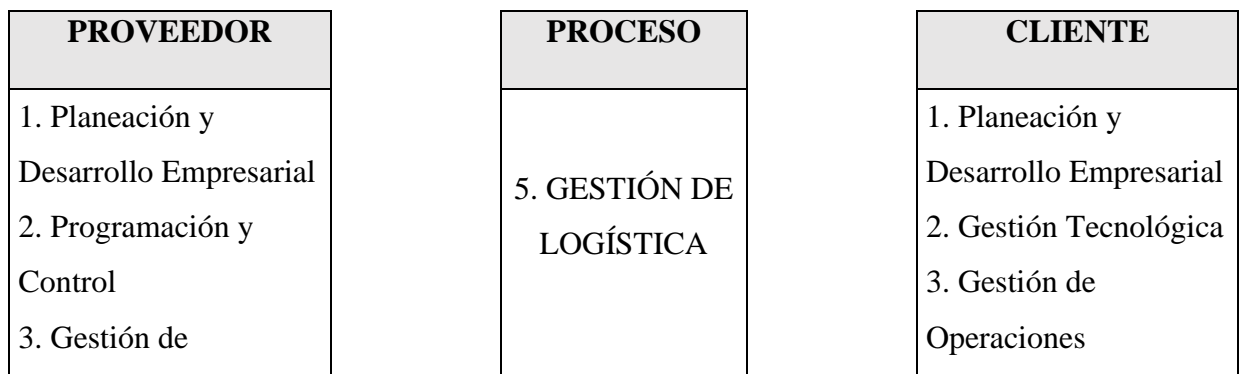 PROVEEDOR
1. Planeación y
Desarrollo Empresarial
2. Programación y
Control
3. Gestión de
PROCESO
5. GESTIÓN DE
LOGÍSTICA
CLIENTE
1. Planeación y
Desarrollo Empresarial
2. Gestión Tecnológica
3. Gestión de
Operaciones